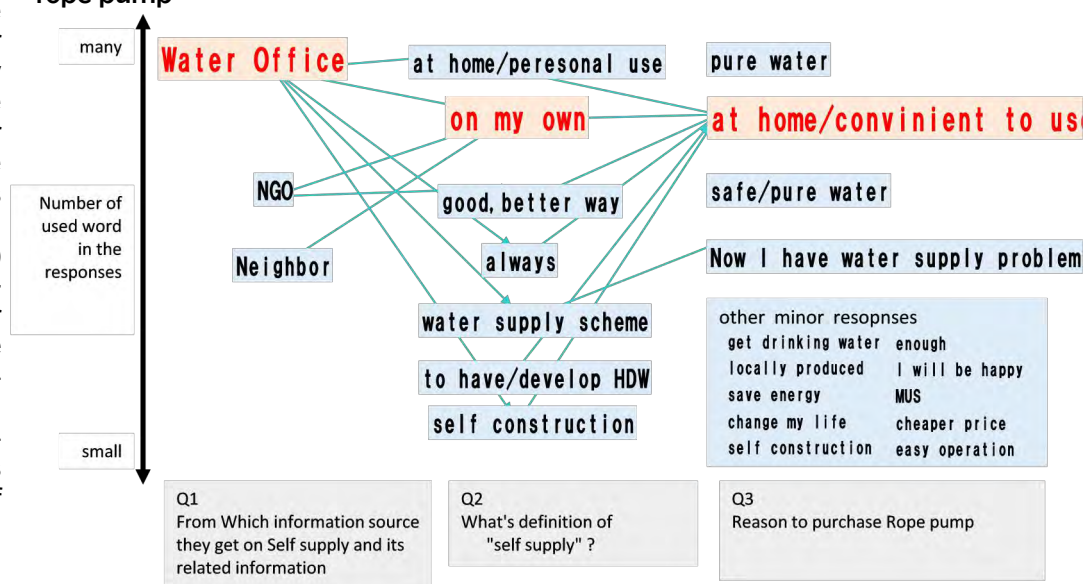 rope pump
many
Number of
used word
in the
responses
small
Water Office
NGO
Neighbor
at home/peresonal use
on my own
good,better way
always
water supply scheme
to have/develop HDW
self construction
pure water
at home/convinient to us
safe/pure water
Now I have water supply problem
other minor resopnses
get drinking water enough
locally produced I will be happy
save energy MUS
change my life cheaper price
self construction easy operation
Q1
From Which information source
they get on Self supply and its
related information
Q2
What's definition of
"self supply" ?
Q3
Reason to purchase Rope pump